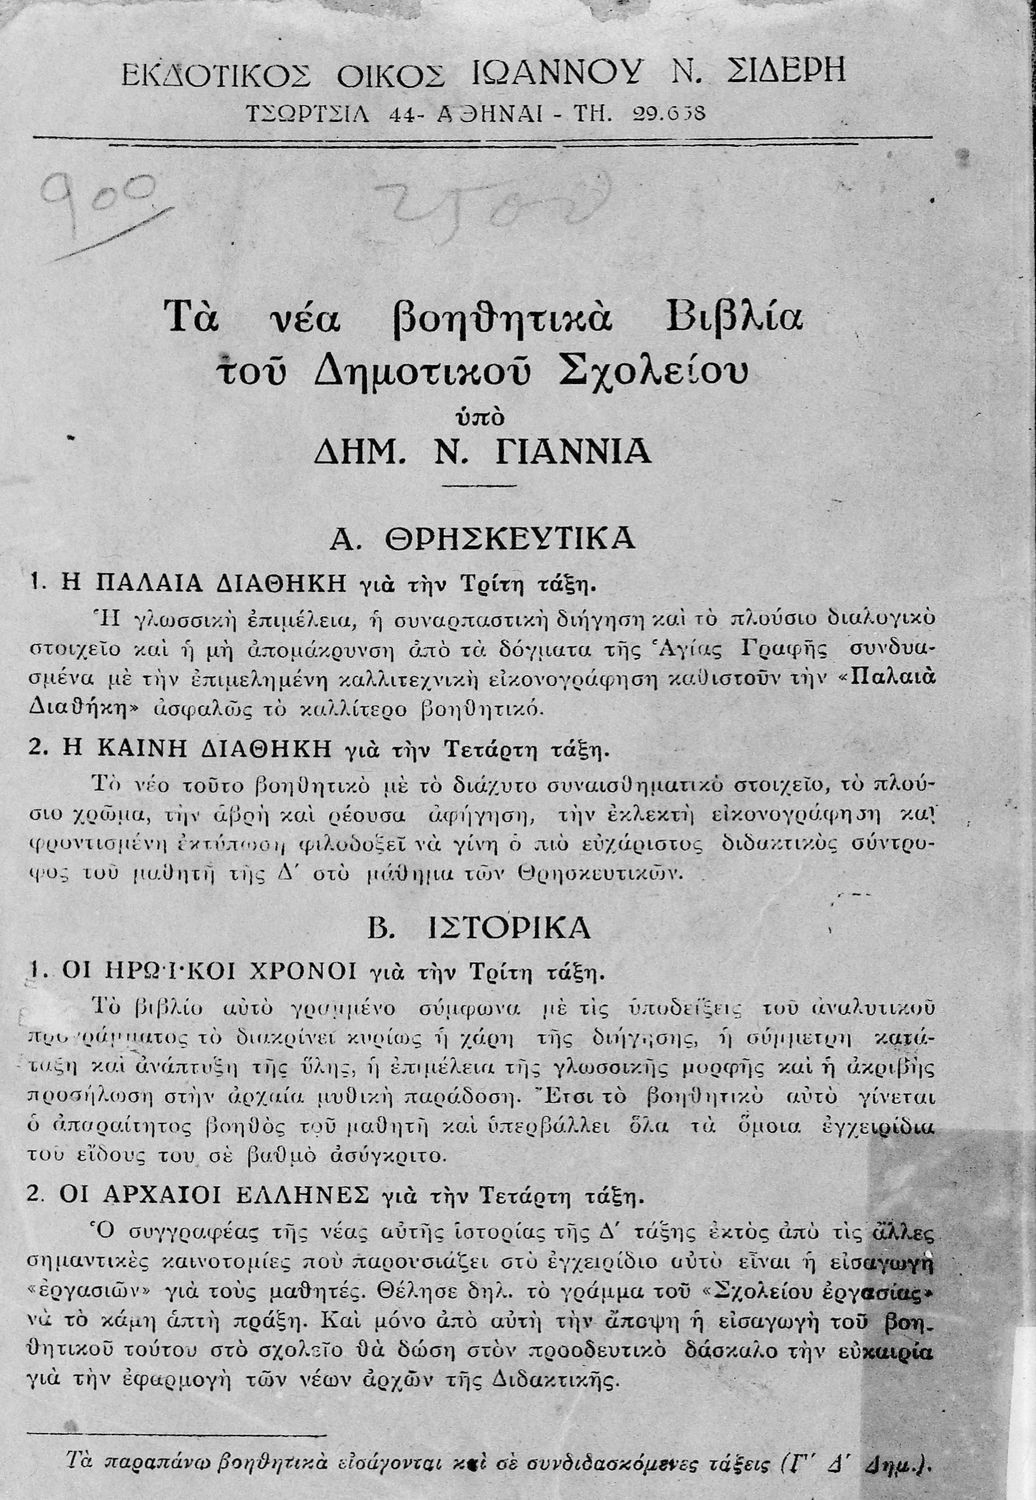 ΕΚΔΟΤΙΚΟΣ ΟΙΚΟΣ ΙΩΑΝΝΟΥ Ν. ΣΙΔΕΡΗ
ΤΣΩΡΤΣΙΛ 44- ΑΘΗΝΑΙ - ΤΗ. 29.638
900 2500
Τὰ νέα βοηθητικὰ Βιβλία
τοῦ Δημοτικοῦ Σχολείου
ὑπὸ
ΔΗΜ. Ν. ΓΙΑΝΝΙΑ
Α. ΘΡΗΣΚΕΥΤΙΚΑ
1. Η ΠΑΛΑΙΑ ΔΙΑΘΗΚΗ γιὰ τὴν Τρίτη τάξη.
Ἡ γλωσσικὴ ἐπιμέλεια, ἡ συναρπαστικὴ διήγηση καὶ τὸ πλούσιο διαλογικὸ
στοιχεῖο καὶ ἡ μὴ ἀπομάκρυνση ἀπὸ τὰ δόγματα τῆς Ἁγίας Γραφῆς συνδυα-
σμένα μὲ τὴν ἐπιμελημένη καλλιτεχνικὴ εἰκονογράφηση καθιστοῦν τὴν «Παλαιὰ
Διαθήκη» ἀσφαλῶς τὸ καλλίτερο βοηθητικό.
2. Η ΚΑΙΝΗ ΔΙΑΘΗΚΗ γιὰ τὴν Τετάρτη τάξη.
Τὸ νέο τοῦτο βοηθητικὸ μὲ τὸ διάχυτο συναισθηματικὸ στοιχεῖο, τὸ πλού-
σιο χρῶμα, τὴν ἁβρὴ καὶ ρέουσα ἀφήγηση, τὴν ἐκλεκτὴ εἰκονογράφηση καὶ
φροντισμένη ἐκτύπωση φιλοδοξεῖ νὰ γίνη ὁ πιὸ εὐχάριστος διδακτικὸς σύντρο-
φος τοῦ μαθητῆ τῆς Δ΄ στὸ μάθημα τῶν Θρησκευτικῶν.
Β. ΙΣΤΟΡΙΚΑ
1. ΟΙ ΗΡΩ·Ι·ΚΟΙ ΧΡΟΝΟΙ γιὰ τὴν Τρίτη τάξη.
Τὸ βιβλίο αὐτὸ γραμμένο σύμφωνα μὲ τὶς ὑποδείξεις τοῦ ἀναλυτικοῦ
προγράμματος τὸ διακρίνει κυρίως ἡ χάρη τῆς διήγησης, ἡ σύμμετρη κατά-
ταξη καὶ ἀνάπτυξη τῆς ὕλης, ἡ ἐπιμέλεια τῆς γλωσσικῆς μορφῆς καὶ ἡ ἀκριβὴς
προσήλωση στὴν ἀρχαία μυθικὴ παράδοση. Ἔτσι τὸ βοηθητικὸ αὐτὸ γίνεται
ὁ ἀπαραίτητος βοηθὸς τοῦ μαθητῆ καὶ ὑπερβάλλει ὅλα τὰ ὅμοια ἐγχειρίδια
τοῦ εἴδους του σὲ βαθμὸ ἀσύγκριτο.
2. ΟΙ ΑΡΧΑΙΟΙ ΕΛΛΗΝΕΣ γιὰ τὴν Τετάρτη τάξη.
Ὁ συγγραφέας τῆς νέας αὐτῆς ἱστορίας τῆς Δ΄ τάξης ἐκτὸς ἀπὸ τὶς ἄλλες
σημαντικὲς καινοτομίες ποὺ παρουσιάζει στὸ ἐγχειρίδιο αὐτὸ εἶναι ἡ εἰσαγωγὴ
«ἐργασιῶν» γιὰ τοὺς μαθητές. Θέλησε δηλ. τὸ γράμμα τοῦ «Σχολείου ἐργασίας»
νὰ τὸ κάμη ἁπτὴ πράξη. Καὶ μόνο ἀπὸ αὐτὴ τὴν ἄποψη ἡ εἰσαγωγὴ τοῦ βοη-
θητικοῦ τούτου στὸ σχολεῖο θὰ δώση στὸν προοδευτικὸ δάσκαλο τὴν εὐκαιρία
γιὰ τὴν ἐφαρμογὴ τῶν νέων ἀρχῶν τῆς Διδακτικῆς.
Τὰ παραπάνω βοηθητικὰ εἰσάγονται καὶ σὲ συνδιδασκόμενες τάξεις (Γ΄ Δ΄ Δημ.).